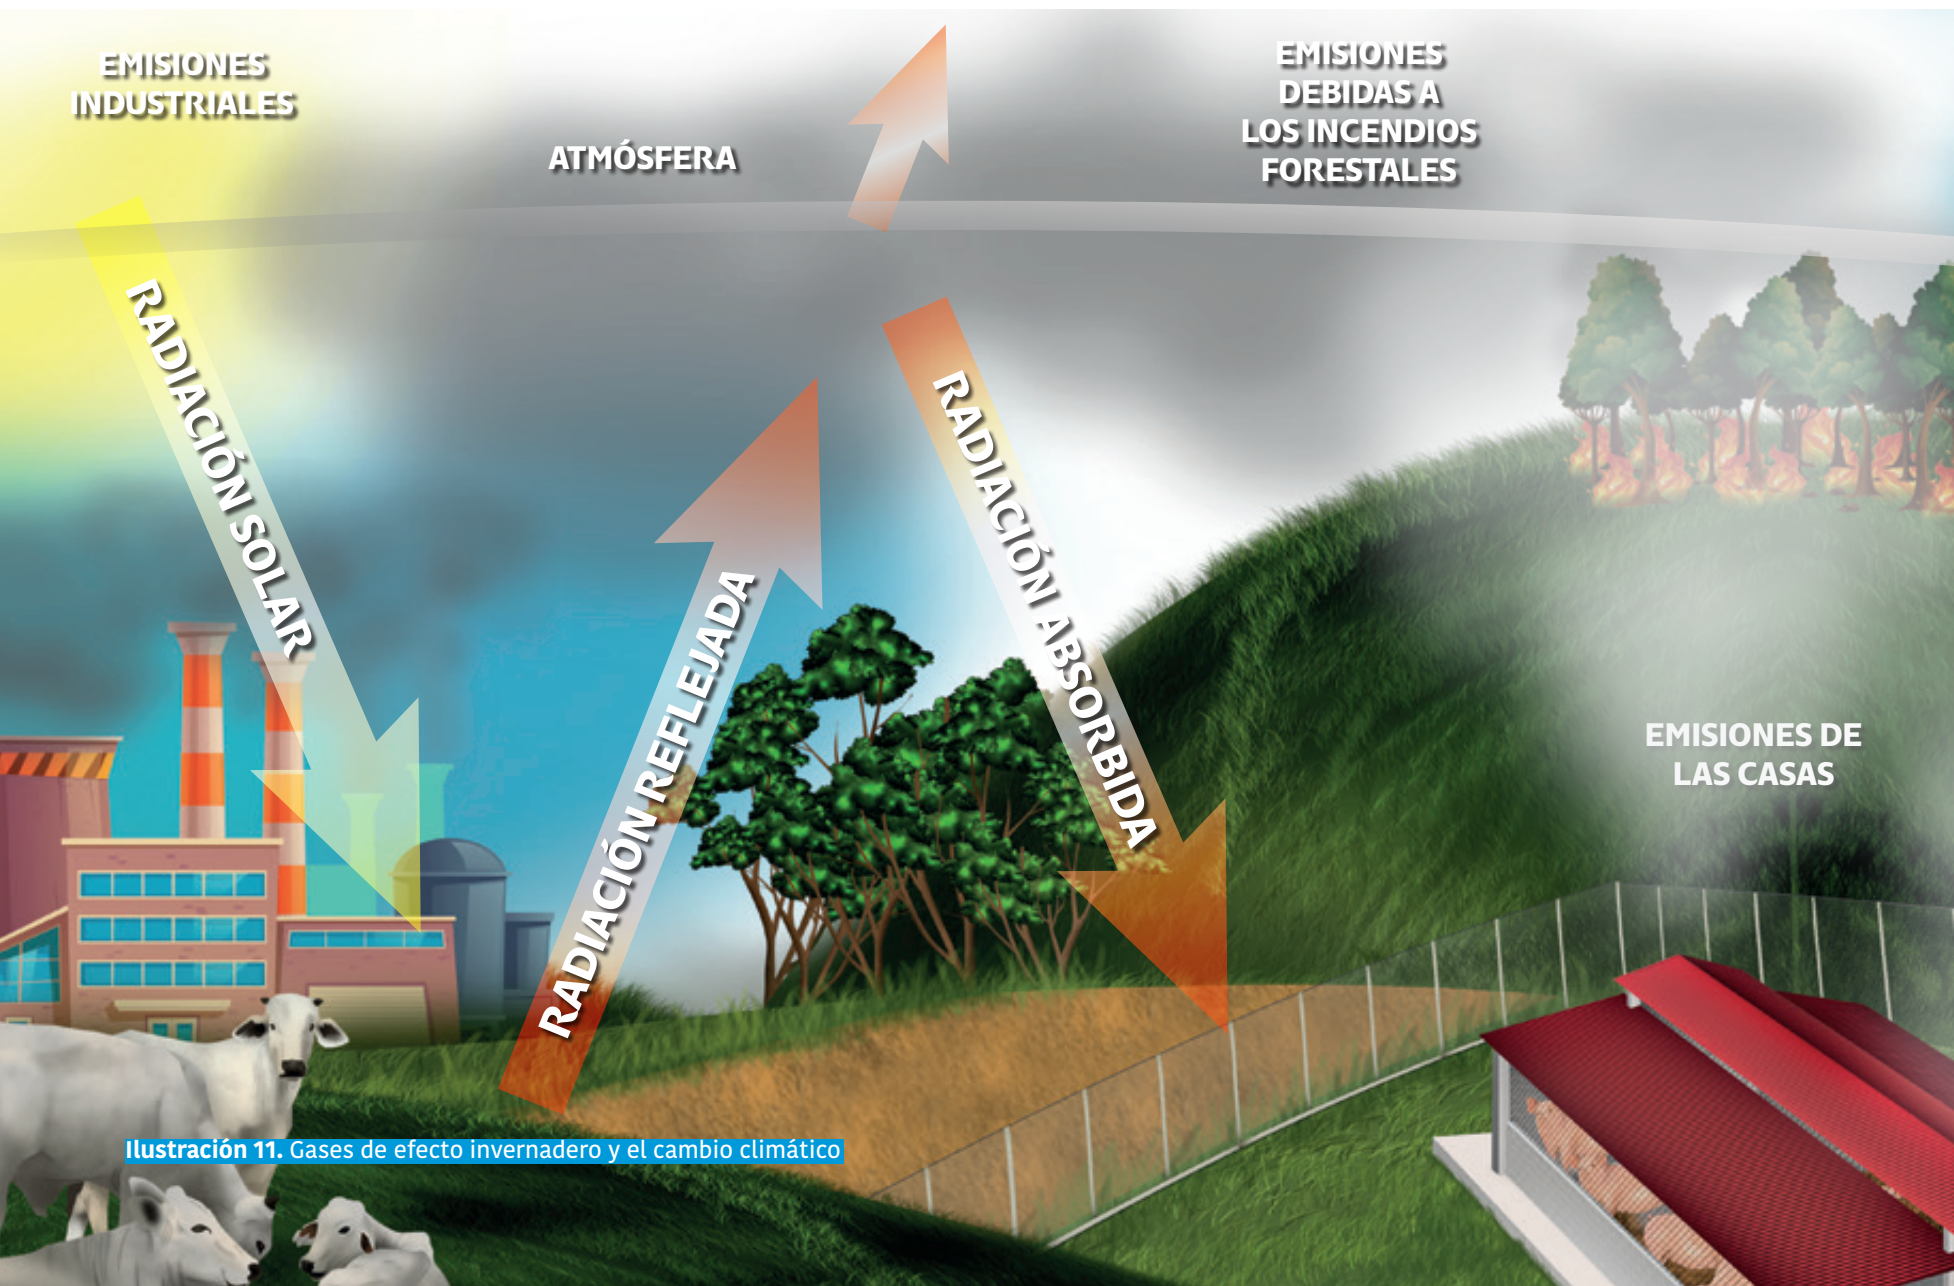 EMISIONES
INDUSTRIALES
ATMÓSFERA
EMISIONES
DEBIDAS A
LOS INCENDIOS
FORESTALES
RADIACIÓN SOLAR
RADIACIÓN REFLEJADA
RADIACIÓN ABSORBIDA
EMISIONES DE
LAS CASAS
Ilustración 11. Gases de efecto invernadero y el cambio climático